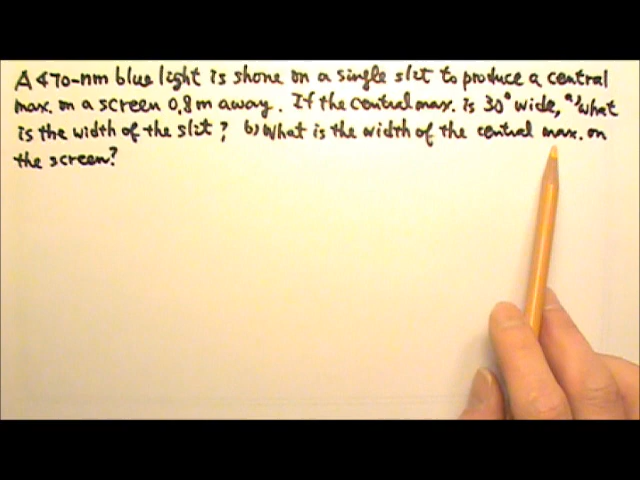 A 470-nm blue light is shone on a single slit to produce a central
max. on a screen 0.8 m away. If the central max. is 30° wide, a) what
is the width of the slit? b) What is the width of the central max. on
the screen?